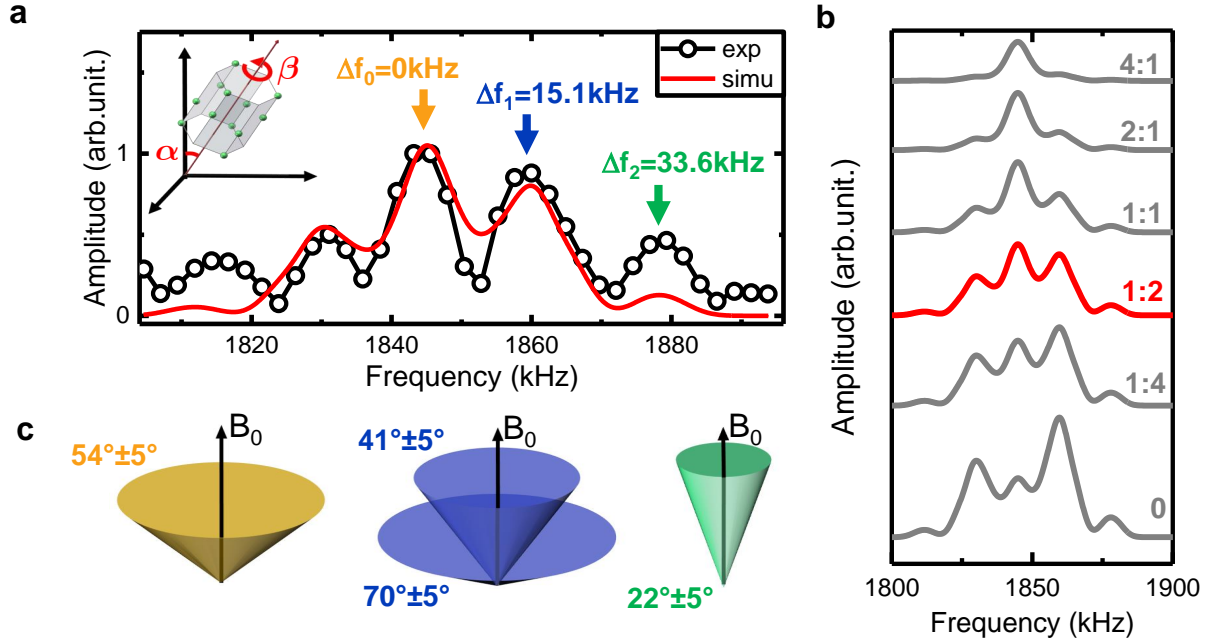 a
exp
simu
Δf₀=0kHz
Δf₁=15.1kHz
Δf₂=33.6kHz
β
α
1
0
Amplitude (arb.unit.)
1820
1840
1860
1880
Frequency (kHz)
b
4:1
2:1
1:1
1:2
1:4
0
Amplitude (arb.unit.)
1800
1850
1900
Frequency (kHz)
c
54°±5°
B₀
41°±5°
B₀
70°±5°
B₀
22°±5°